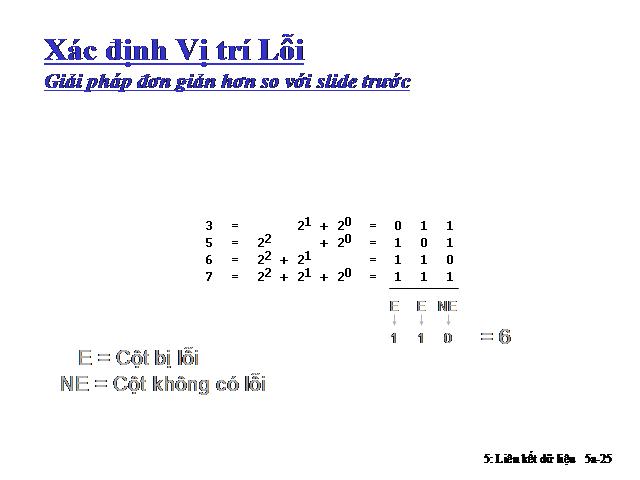 Xác định Vị trí Lỗi
Giải pháp đơn giản hơn so với slide trước
3 = 2^1 + 2^0 = 0 1 1
5 = 2^2 + 2^0 = 1 0 1
6 = 2^2 + 2^1 = 1 1 0
7 = 2^2 + 2^1 + 2^0 = 1 1 1
E E NE
1 1 0 = 6
E = Cột bị lỗi
NE = Cột không có lỗi
5: Liên kết dữ liệu 5a-25